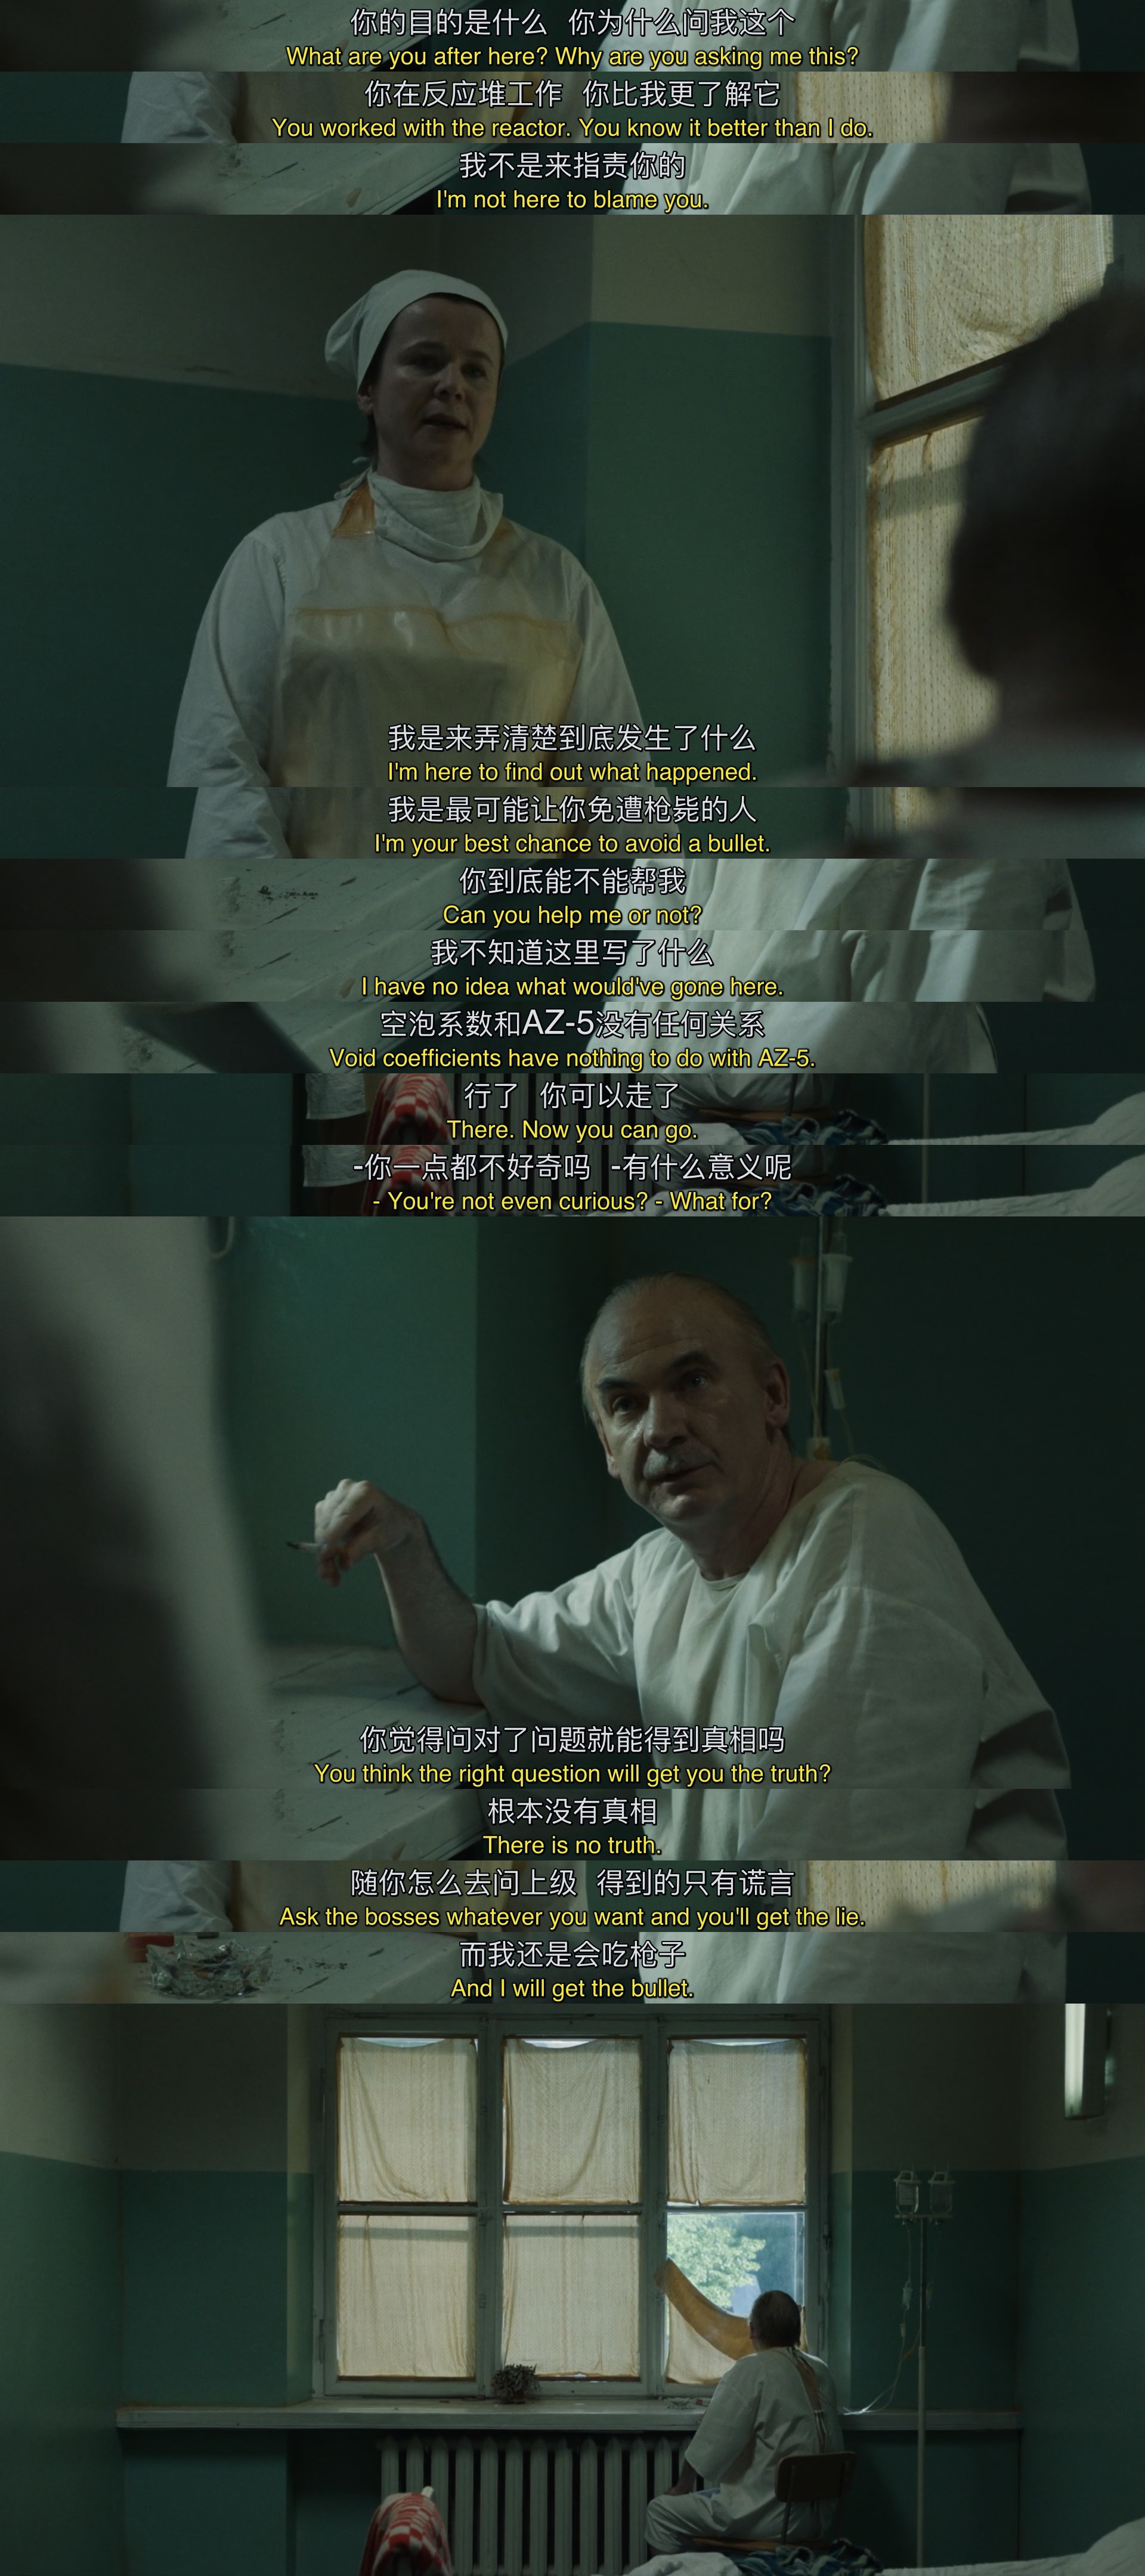 你的目的是什么 你为什么问我这个
What are you after here? Why are you asking me this?
你在反应堆工作 你比我更了解它
You worked with the reactor. You know it better than I do.
我不是来指责你的
I'm not here to blame you.
我是来弄清楚到底发生了什么
I'm here to find out what happened.
我是最可能让你免遭枪毙的人
I'm your best chance to avoid a bullet.
你到底能不能帮我
Can you help me or not?
我不知道这里写了什么
I have no idea what would've gone here.
空泡系数和AZ-5没有任何关系
Void coefficients have nothing to do with AZ-5.
行了 你可以走了
There. Now you can go.
-你一点都不好奇吗 -有什么意义呢
- You're not even curious? - What for?
你觉得问对了问题就能得到真相吗
You think the right question will get you the truth?
根本没有真相
There is no truth.
随你怎么去问上级 得到的只有谎言
Ask the bosses whatever you want and you'll get the lie.
而我还是会吃枪子
And I will get the bullet.